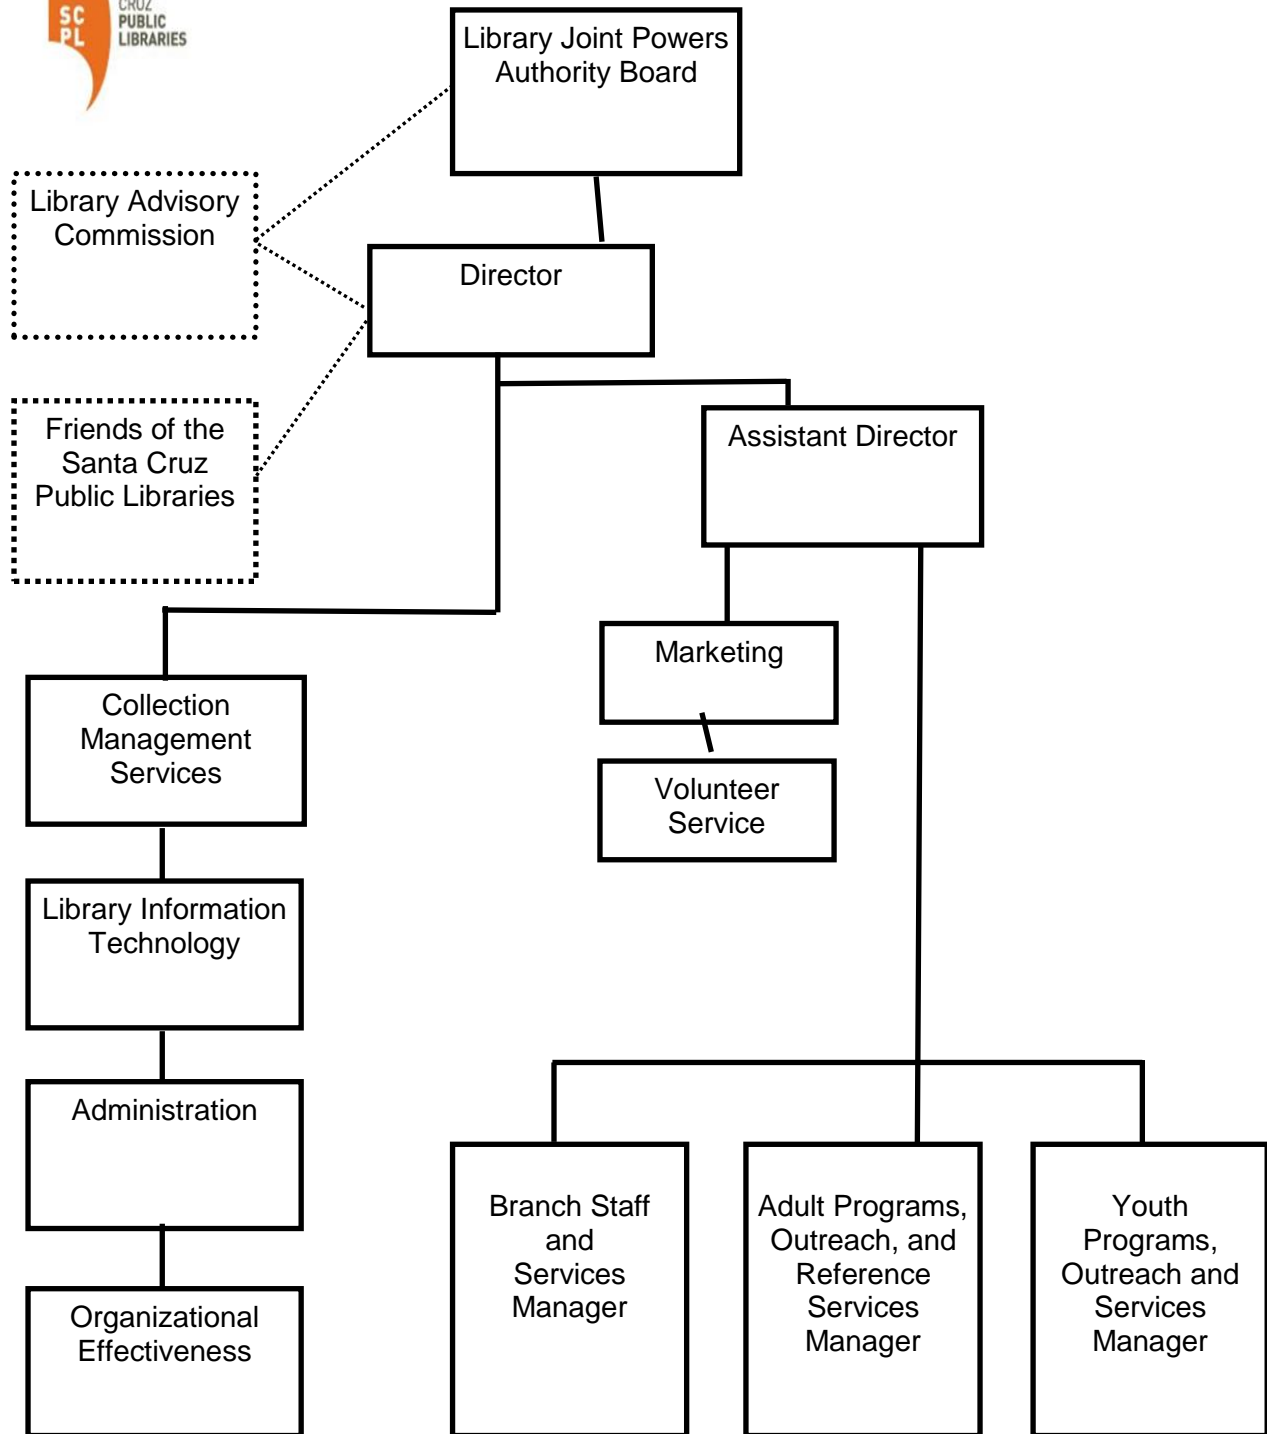 SC
PL
CRUZ
PUBLIC
LIBRARIES
Library Joint Powers
Authority Board
Library Advisory
Commission
Director
Friends of the
Santa Cruz
Public Libraries
Assistant Director
Marketing
Collection
Management
Services
Volunteer
Service
Library Information
Technology
Administration
Branch Staff
and
Services
Manager
Adult Programs,
Outreach, and
Reference
Services
Manager
Youth
Programs,
Outreach and
Services
Manager
Organizational
Effectiveness